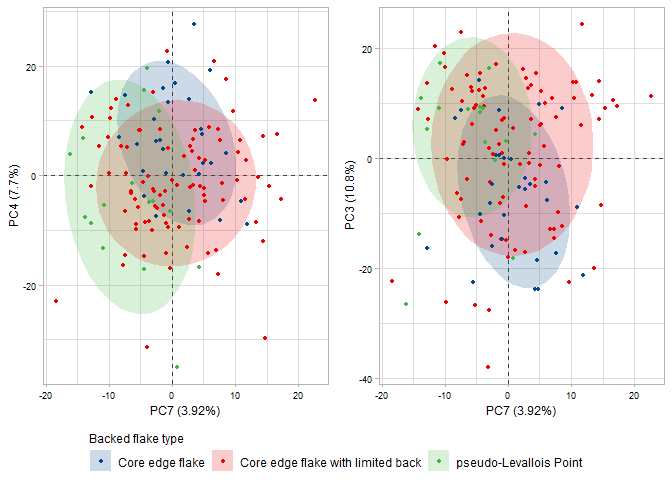 20
0
-20
PC4 (7.7%)
-20
-10
0
10
20
PC7 (3.92%)
20
0
-20
-40
PC3 (10.8%)
-20
-10
0
10
20
PC7 (3.92%)
Backed flake type
Core edge flake
Core edge flake with limited back
pseudo-Levallois Point